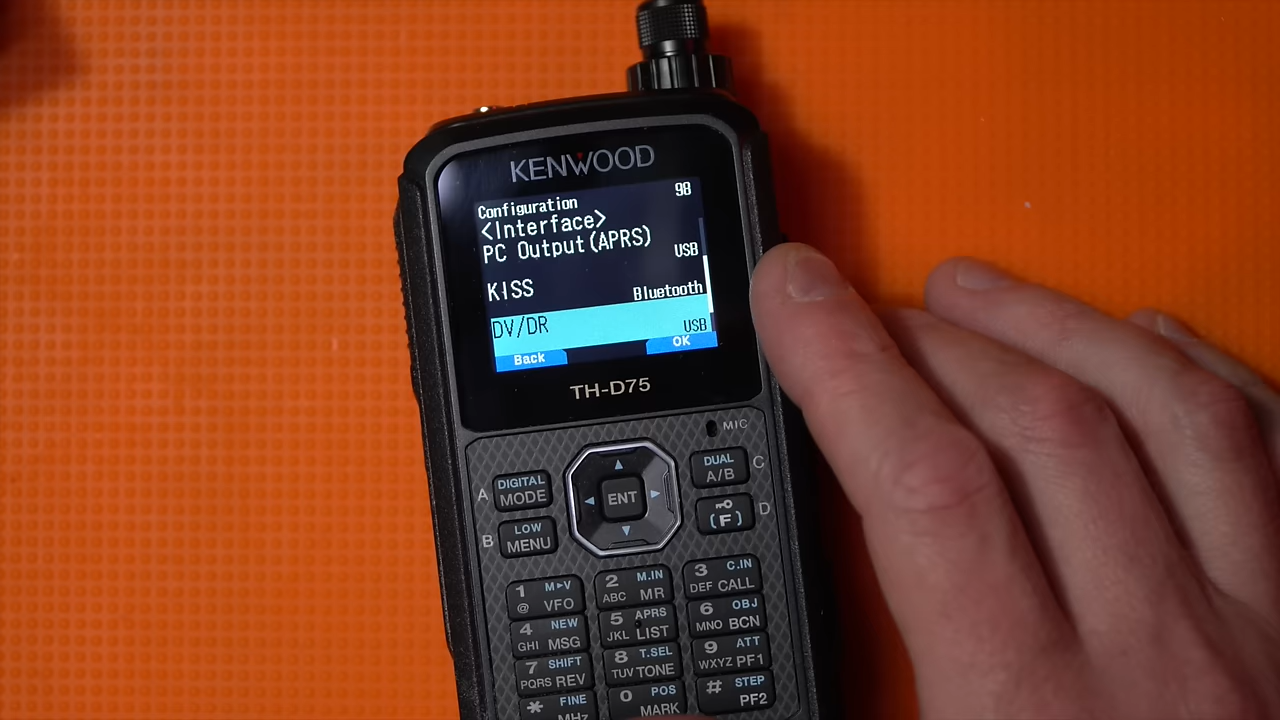 KENWOOD
98
Configuration
<Interface>
PC Output(APRS)
USB
KISS
Bluetooth
DV/DR
USB
Back
OK
TH-D75
MIC
A
DIGITAL
MODE
DUAL
A/B
C
ENT
B
LOW
MENU
(F)
D
1
M►V
@
VFO
2
M.IN
ABC
MR
3
C.IN
DEF
CALL
4
NEW
GHI
MSG
5
APRS
JKL
LIST
6
OBJ
MNO
BCN
7
SHIFT
PQRS
REV
8
T.SEL
TUV
TONE
9
ATT
WXYZ
PF1
*
FINE
MHz
0
POS
MARK
#
STEP
PF2